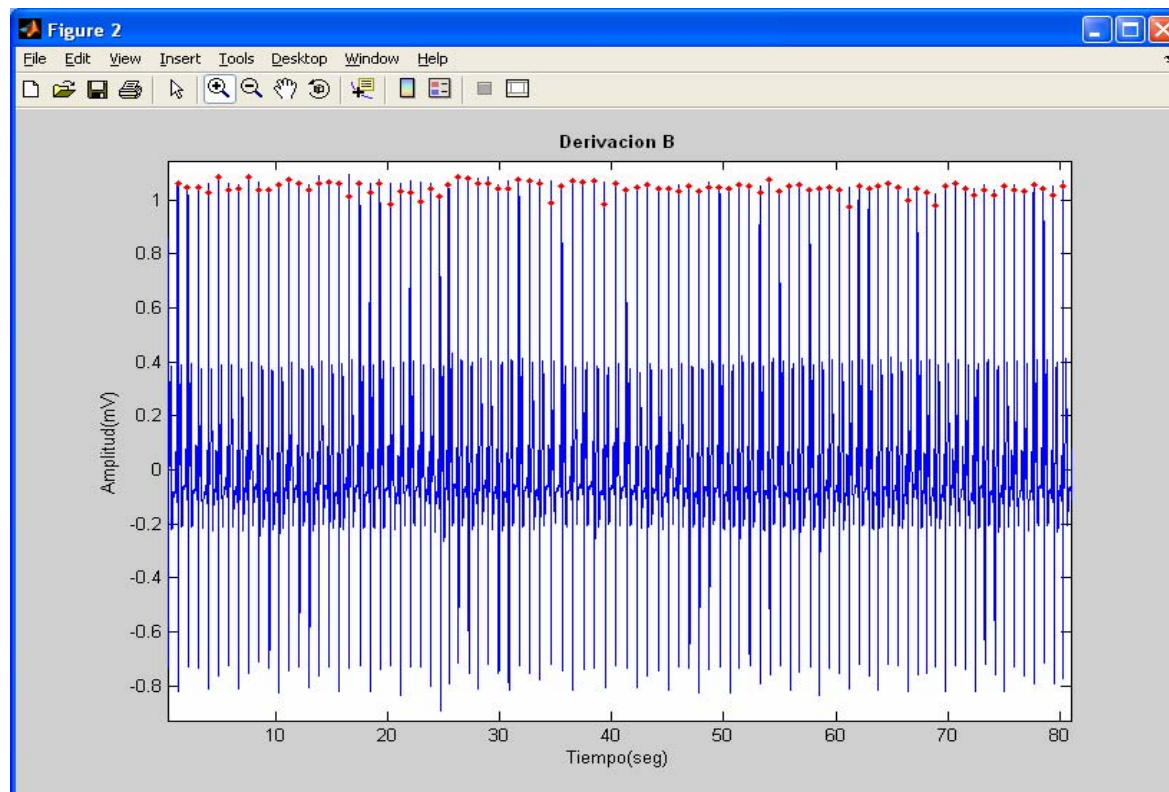 Figure 2
File Edit View Insert Tools Desktop Window Help
Derivacion B
1
0.8
0.6
0.4
0.2
0
-0.2
-0.4
-0.6
-0.8
Amplitud(mV)
10 20 30 40 50 60 70 80
Tiempo(seg)